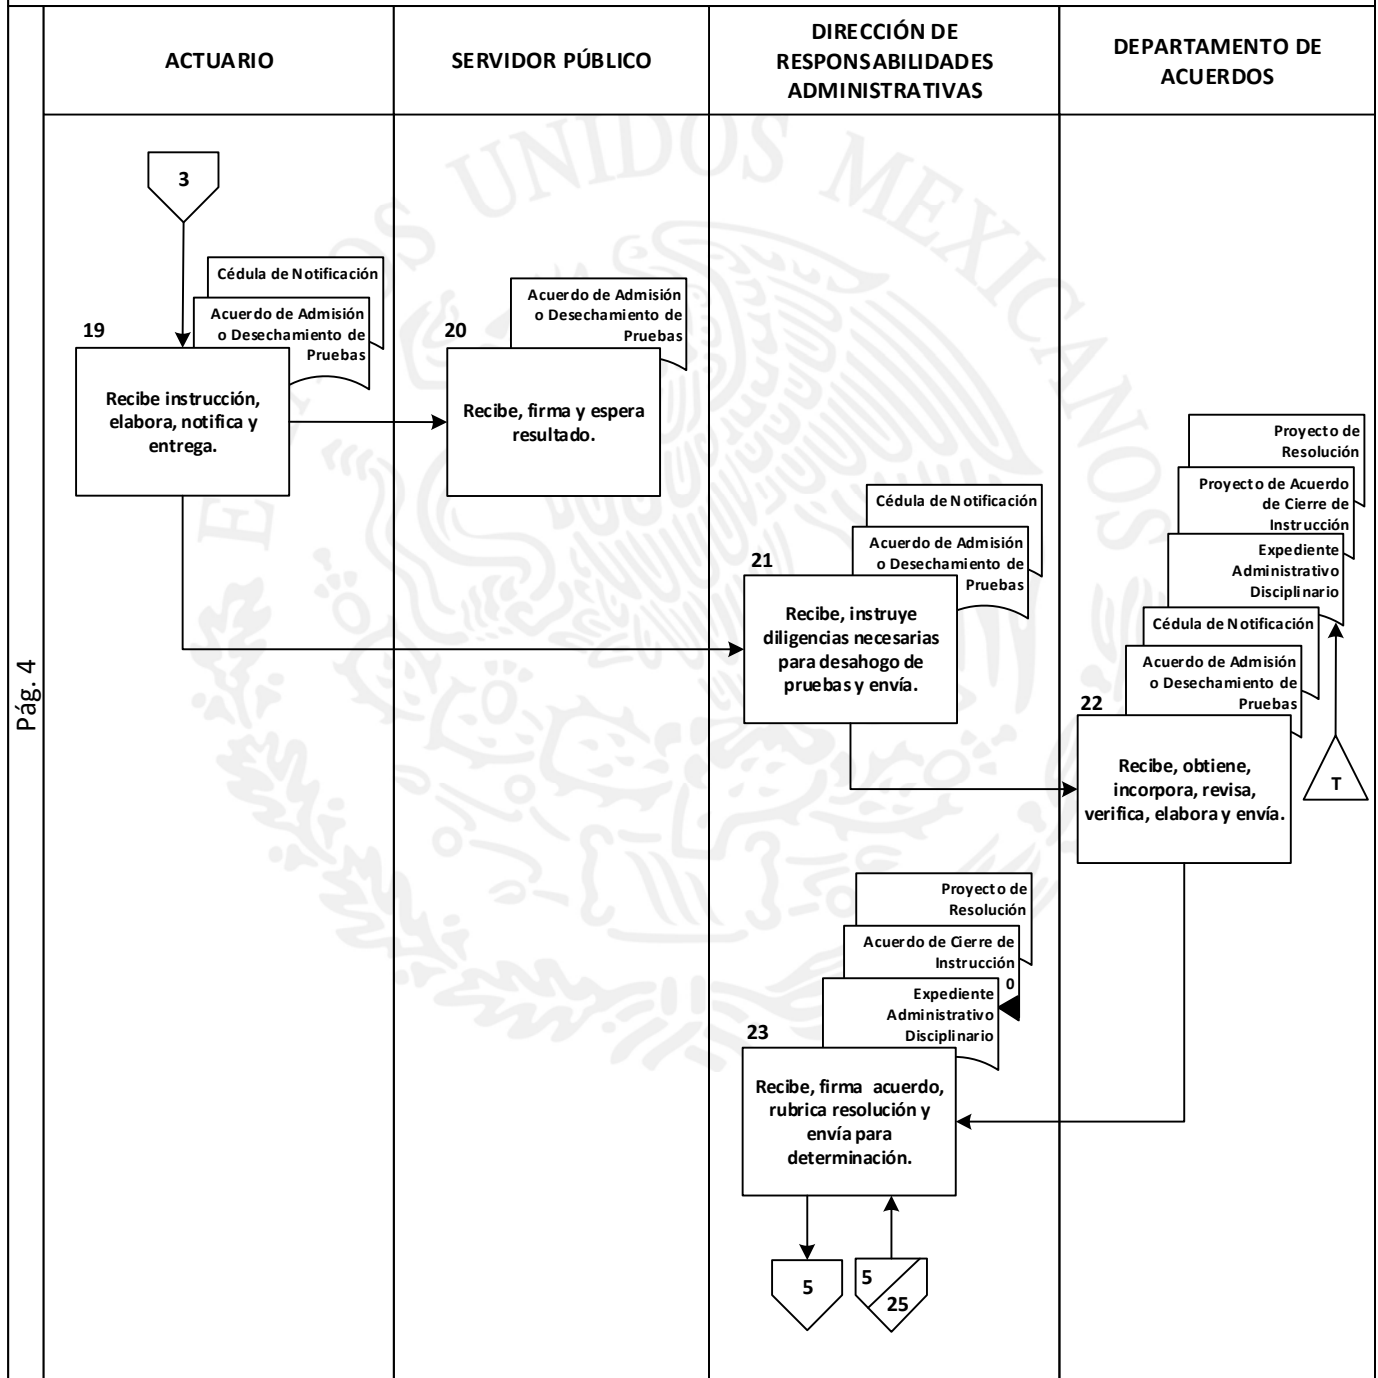 Pág. 4
ACTUARIO
SERVIDOR PÚBLICO
DIRECCIÓN DE
RESPONSABILIDADES
ADMINISTRATIVAS
DEPARTAMENTO DE
ACUERDOS
ESTADOS UNIDOS MEXICANOS
3
Cédula de Notificación
Acuerdo de Admisión
o Desechamiento de
Pruebas
19
Recibe instrucción,
elabora, notifica y
entrega.
Acuerdo de Admisión
o Desechamiento de
Pruebas
20
Recibe, firma y espera
resultado.
Cédula de Notificación
Acuerdo de Admisión
o Desechamiento de
Pruebas
21
Recibe, instruye
diligencias necesarias
para desahogo de
pruebas y envía.
Proyecto de
Resolución
Proyecto de Acuerdo
de Cierre de
Instrucción
Expediente
Administrativo
Disciplinario
Cédula de Notificación
Acuerdo de Admisión
o Desechamiento de
Pruebas
22
Recibe, obtiene,
incorpora, revisa,
verifica, elabora y envía.
T
Proyecto de
Resolución
Acuerdo de Cierre de
Instrucción
0
Expediente
Administrativo
Disciplinario
23
Recibe, firma acuerdo,
rubrica resolución y
envía para
determinación.
5
5
25